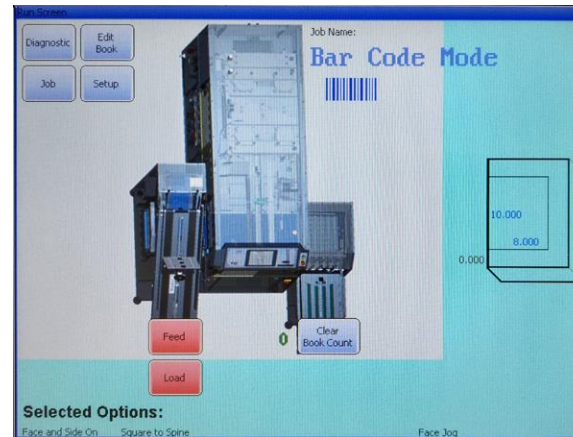 Run Screen
Diagnostic
Edit Book
Job
Setup
Job Name:
Bar Code Mode
10.000
8.000
0.000
Feed
0
Clear
Book Count
Load
Selected Options:
Face and Side On Square to Spine Face Jog